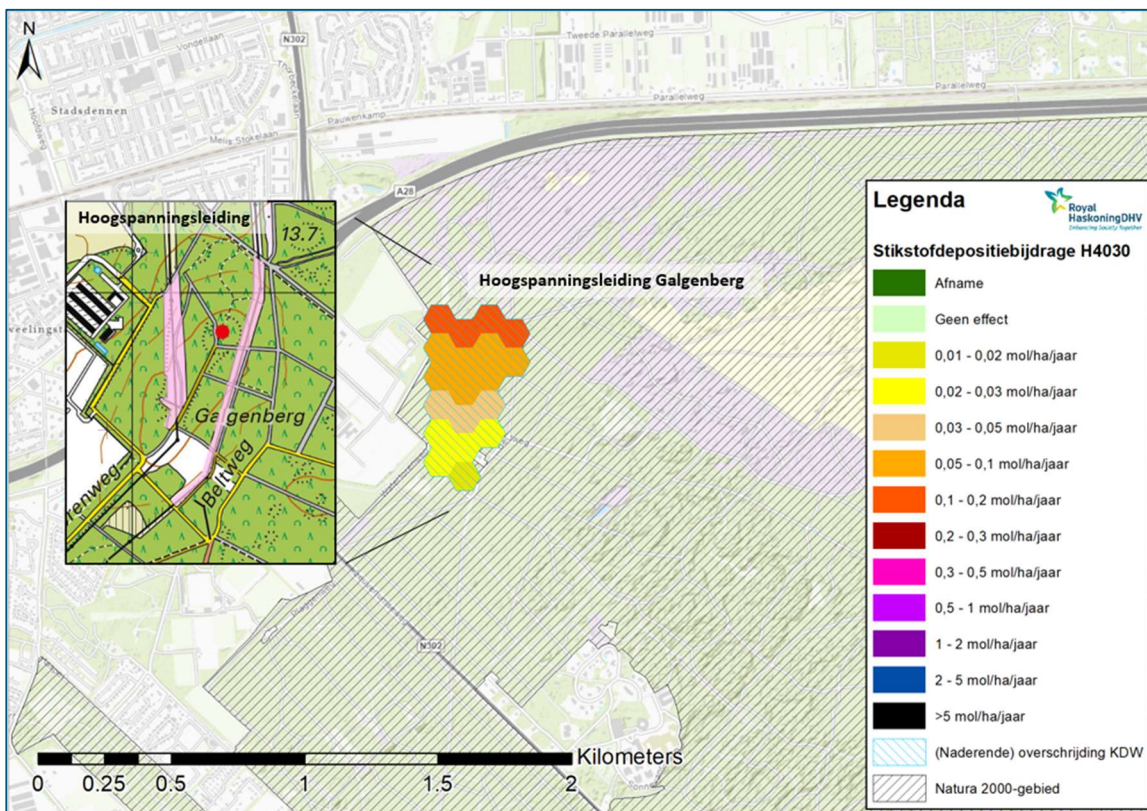 N
Vondellaan
N302
Thorbeckelaan
Tweede Parallelweg
Stadsdennen
Hoofdweg
Melis Stokelaan
Pauwenkamp
Parallelweg
Parallelweg
A28
Hoogspanningsleiding
13.7
Galgenberg
Beltweg
renweg
weelingst
Hoogspanningsleiding Galgenberg
N302
Legenda
Royal
HaskoningDHV
Enhancing Society Together
Stikstofdepositiebijdrage H4030
Afname
Geen effect
0,01 - 0,02 mol/ha/jaar
0,02 - 0,03 mol/ha/jaar
0,03 - 0,05 mol/ha/jaar
0,05 - 0,1 mol/ha/jaar
0,1 - 0,2 mol/ha/jaar
0,2 - 0,3 mol/ha/jaar
0,3 - 0,5 mol/ha/jaar
0,5 - 1 mol/ha/jaar
1 - 2 mol/ha/jaar
2 - 5 mol/ha/jaar
>5 mol/ha/jaar
(Naderende) overschrijding KDW
Natura 2000-gebied
Kilometers
0 0.25 0.5 1 1.5 2